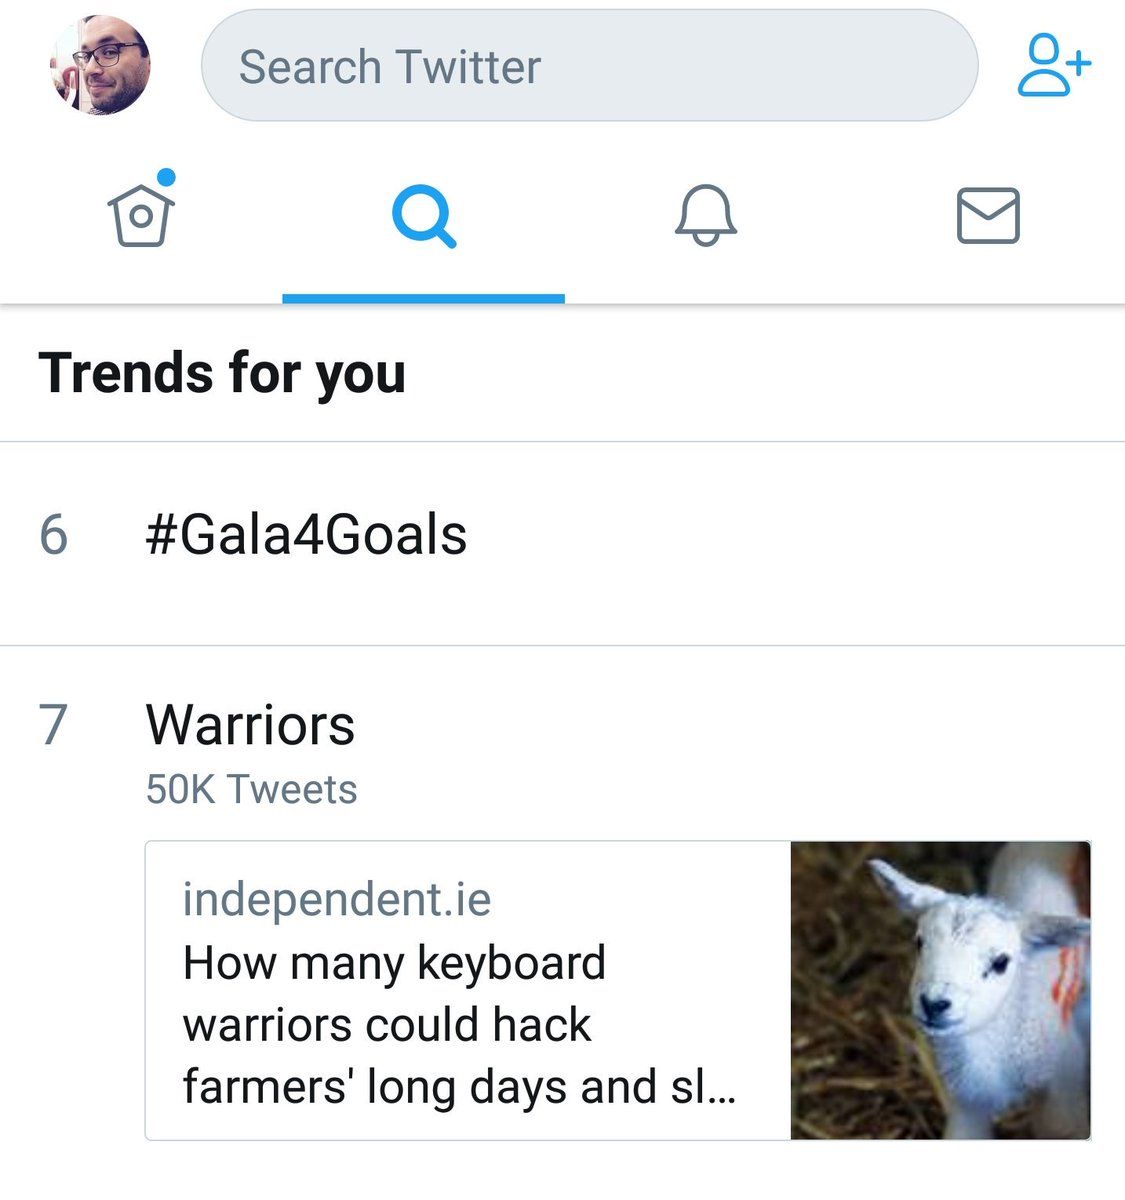 Search Twitter
Trends for you
6 #Gala4Goals
7 Warriors
50K Tweets
independent.ie
How many keyboard
warriors could hack
farmers' long days and sl...